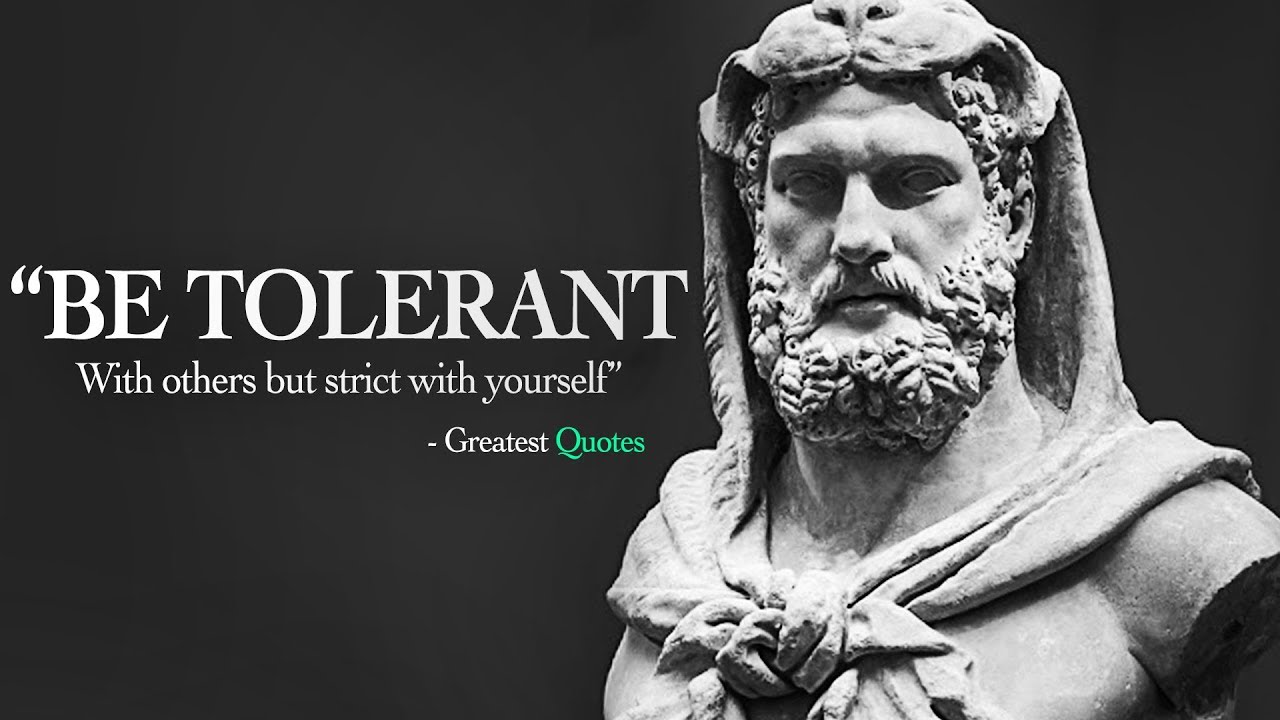 “BE TOLERANT
With others but strict with yourself”
- Greatest Quotes